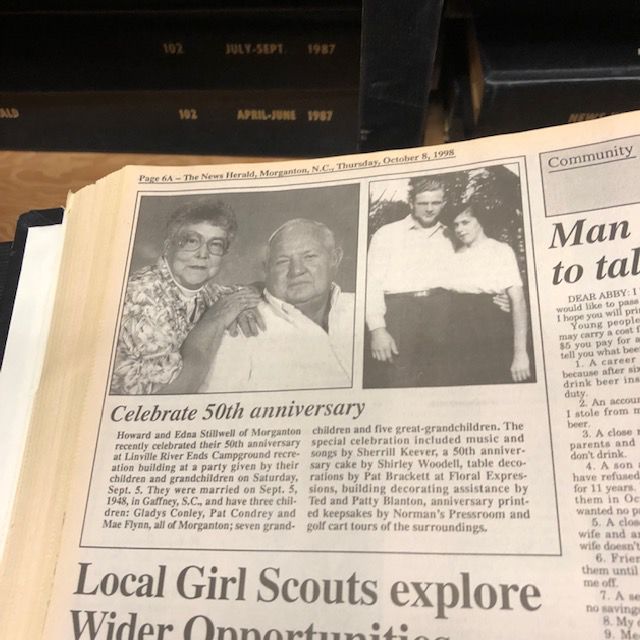 102 JULY-SEPT. 1987
102 APRIL-JUNE 1987
Page 6A – The News Herald, Morganton, N.C., Thursday, October 8, 1998
Celebrate 50th anniversary
Howard and Edna Stillwell of Morganton
recently celebrated their 50th anniversary
at Linville River Ends Campground recre-
ation building at a party given by their
children and grandchildren on Saturday,
Sept. 5. They were married on Sept. 5,
1948, in Gaffney, S.C., and have three chil-
dren: Gladys Conley, Pat Condrey and
Mae Flynn, all of Morganton; seven grand-
children and five great-grandchildren. The
special celebration included music and
songs by Sherrill Keever, a 50th anniver-
sary cake by Shirley Woodell, table deco-
rations by Pat Brackett at Floral Expres-
sions, building decorating assistance by
Ted and Patty Blanton, anniversary print-
ed keepsakes by Norman's Pressroom and
golf cart tours of the surroundings.
Local Girl Scouts explore
Wider Opportunities
Community
Man
to tal
DEAR ABBY: I
would like to pass
I hope you will pri
Young people
may carry a cost
$5 you pay for a
tell you what bee
1. A career
because after six
drink beer in
duty.
2. An accoun
I stole from
beer.
3. A close
parents and
don't drink.
4. A son
have refused
for 11 years.
them in Oc
wanted no p
5. A clos
wife and a
wife doesn't
6. Frien
them until
me off.
7. A se
no saving
8. My
9. M